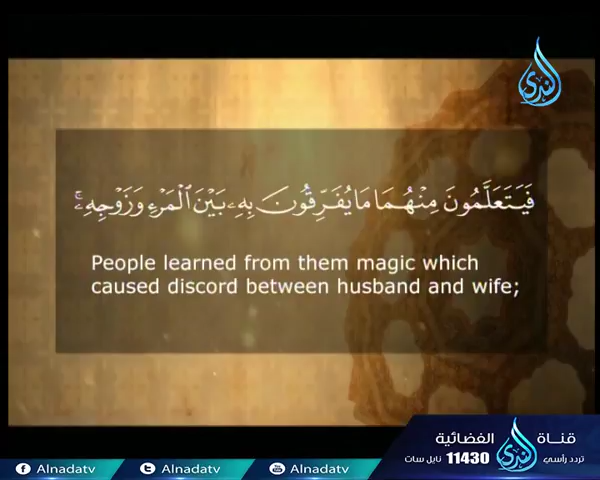 الندى
فَيَتَعَلَّمُونَ مِنْهُمَا مَا يُفَرِّقُونَ بِهِۦ بَيْنَ ٱلْمَرْءِ وَزَوْجِهِۦ ۚ
People learned from them magic which
caused discord between husband and wife;
قناة الندى الفضائية
تردد رأسي 11430 نايل سات
Alnadatv Alnadatv Alnadatv